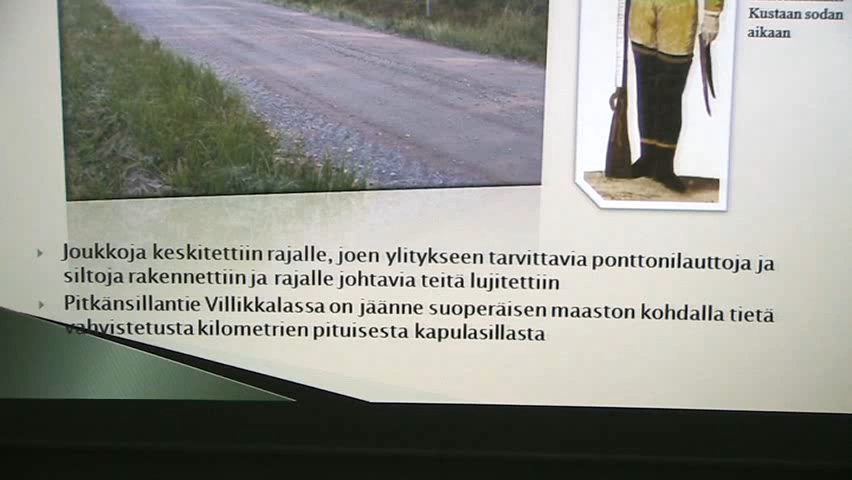 Kustaan sodan
aikaan
Joukkoja keskitettiin rajalle, joen ylitykseen tarvittavia ponttonilauttoja ja
siltoja rakennettiin ja rajalle johtavia teitä lujitettiin
Pitkänsillantie Villikkalassa on jäänne suoperäisen maaston kohdalla tietä
vahvistetusta kilometrien pituisesta kapulasillasta